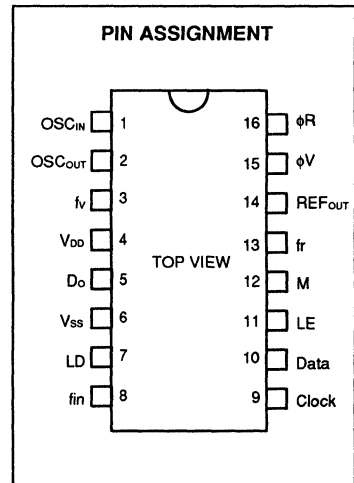 PIN ASSIGNMENT
OSCIN 1 16 ϕR
OSCOUT 2 15 ϕV
fV 3 14 REFOUT
VDD 4 13 fr
TOP VIEW
DO 5 12 M
VSS 6 11 LE
LD 7 10 Data
fin 8 9 Clock